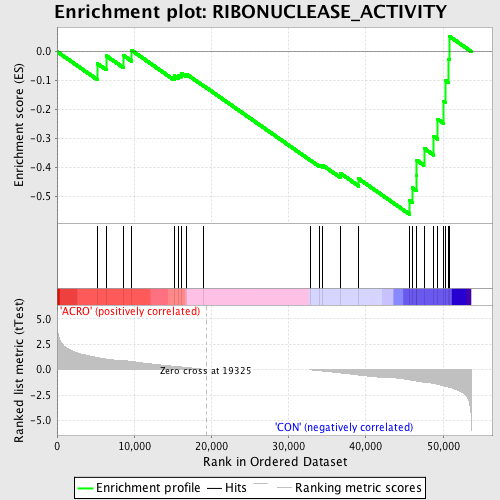 Enrichment plot: RIBONUCLEASE_ACTIVITY
Enrichment score (ES)
0.0
-0.1
-0.2
-0.3
-0.4
-0.5
'ACRO' (positively correlated)
Ranked list metric (tTest)
5.0
2.5
0.0
-2.5
-5.0
Zero cross at 19325
'CON' (negatively correlated)
0 10,000 20,000 30,000 40,000 50,000
Rank in Ordered Dataset
Enrichment profile Hits Ranking metric scores